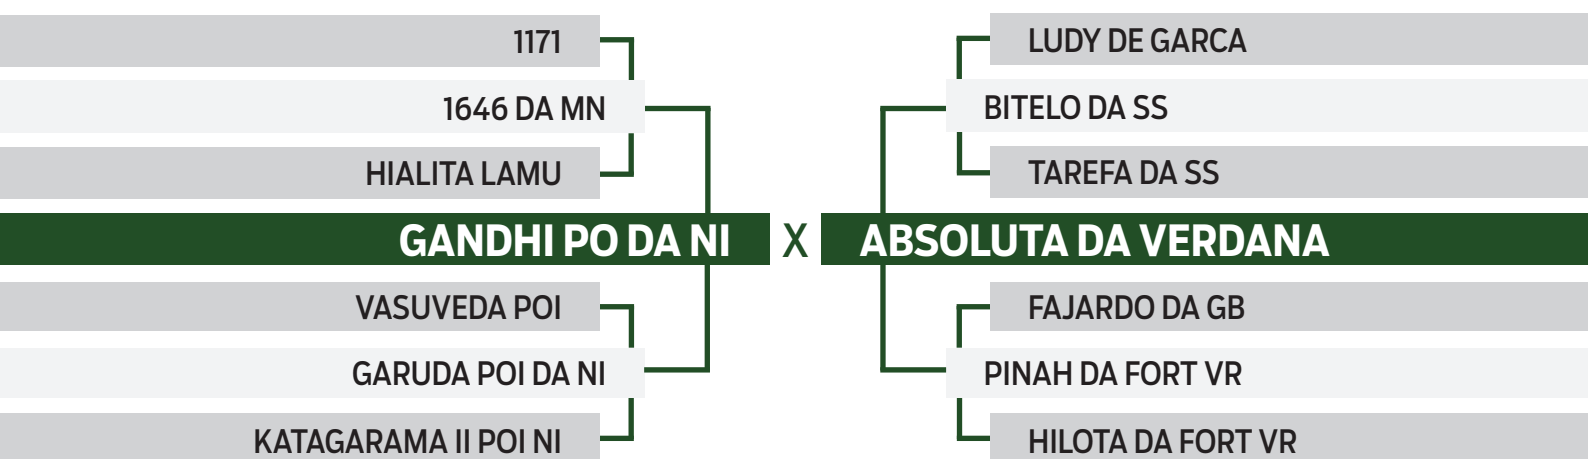 1171
1646 DA MN
HIALITA LAMU
GANDHI PO DA NI X ABSOLUTA DA VERDANA
VASUVEDA POI
GARUDA POI DA NI
KATAGARAMA II POI NI
LUDY DE GARCA
BITELO DA SS
TAREFA DA SS
FAJARDO DA GB
PINAH DA FORT VR
HILOTA DA FORT VR